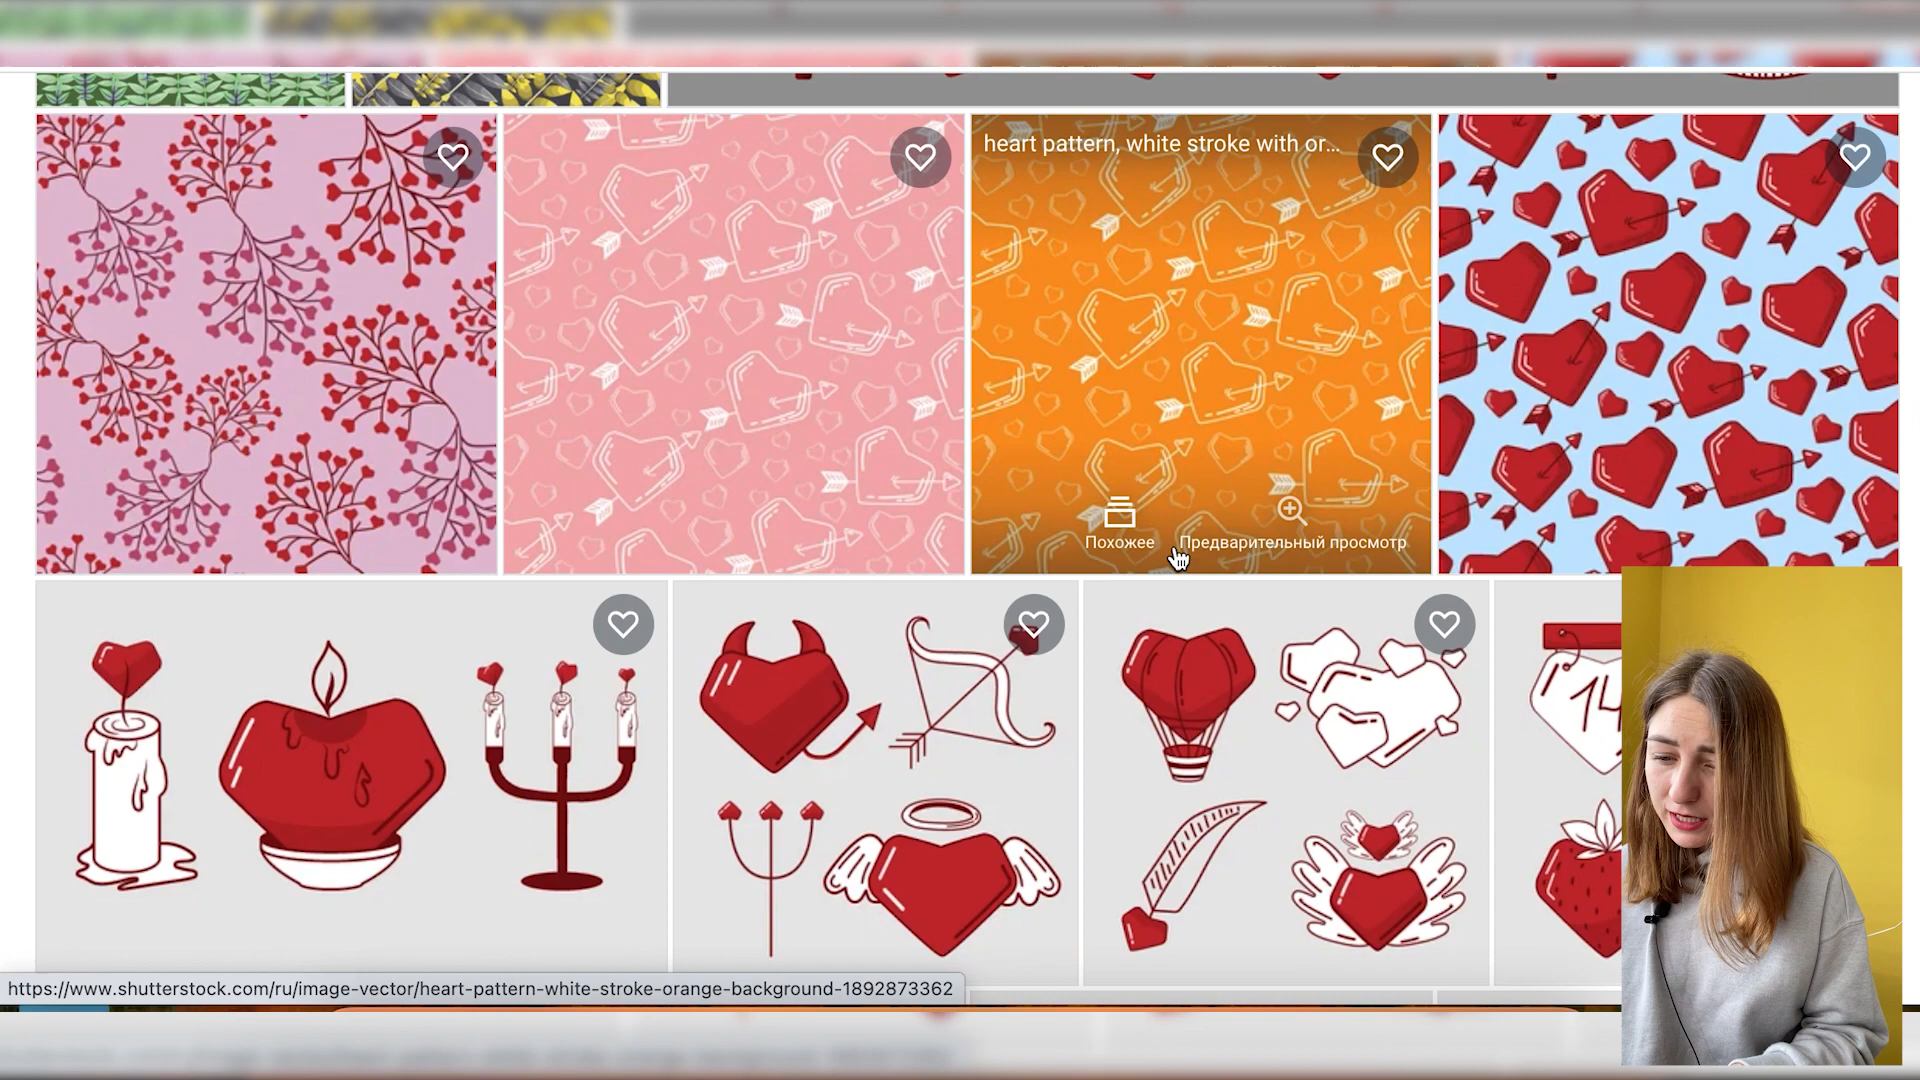 heart pattern, white stroke with or...
Похожее
Предварительный просмотр
14
https://www.shutterstock.com/ru/image-vector/heart-pattern-white-stroke-orange-background-1892873362